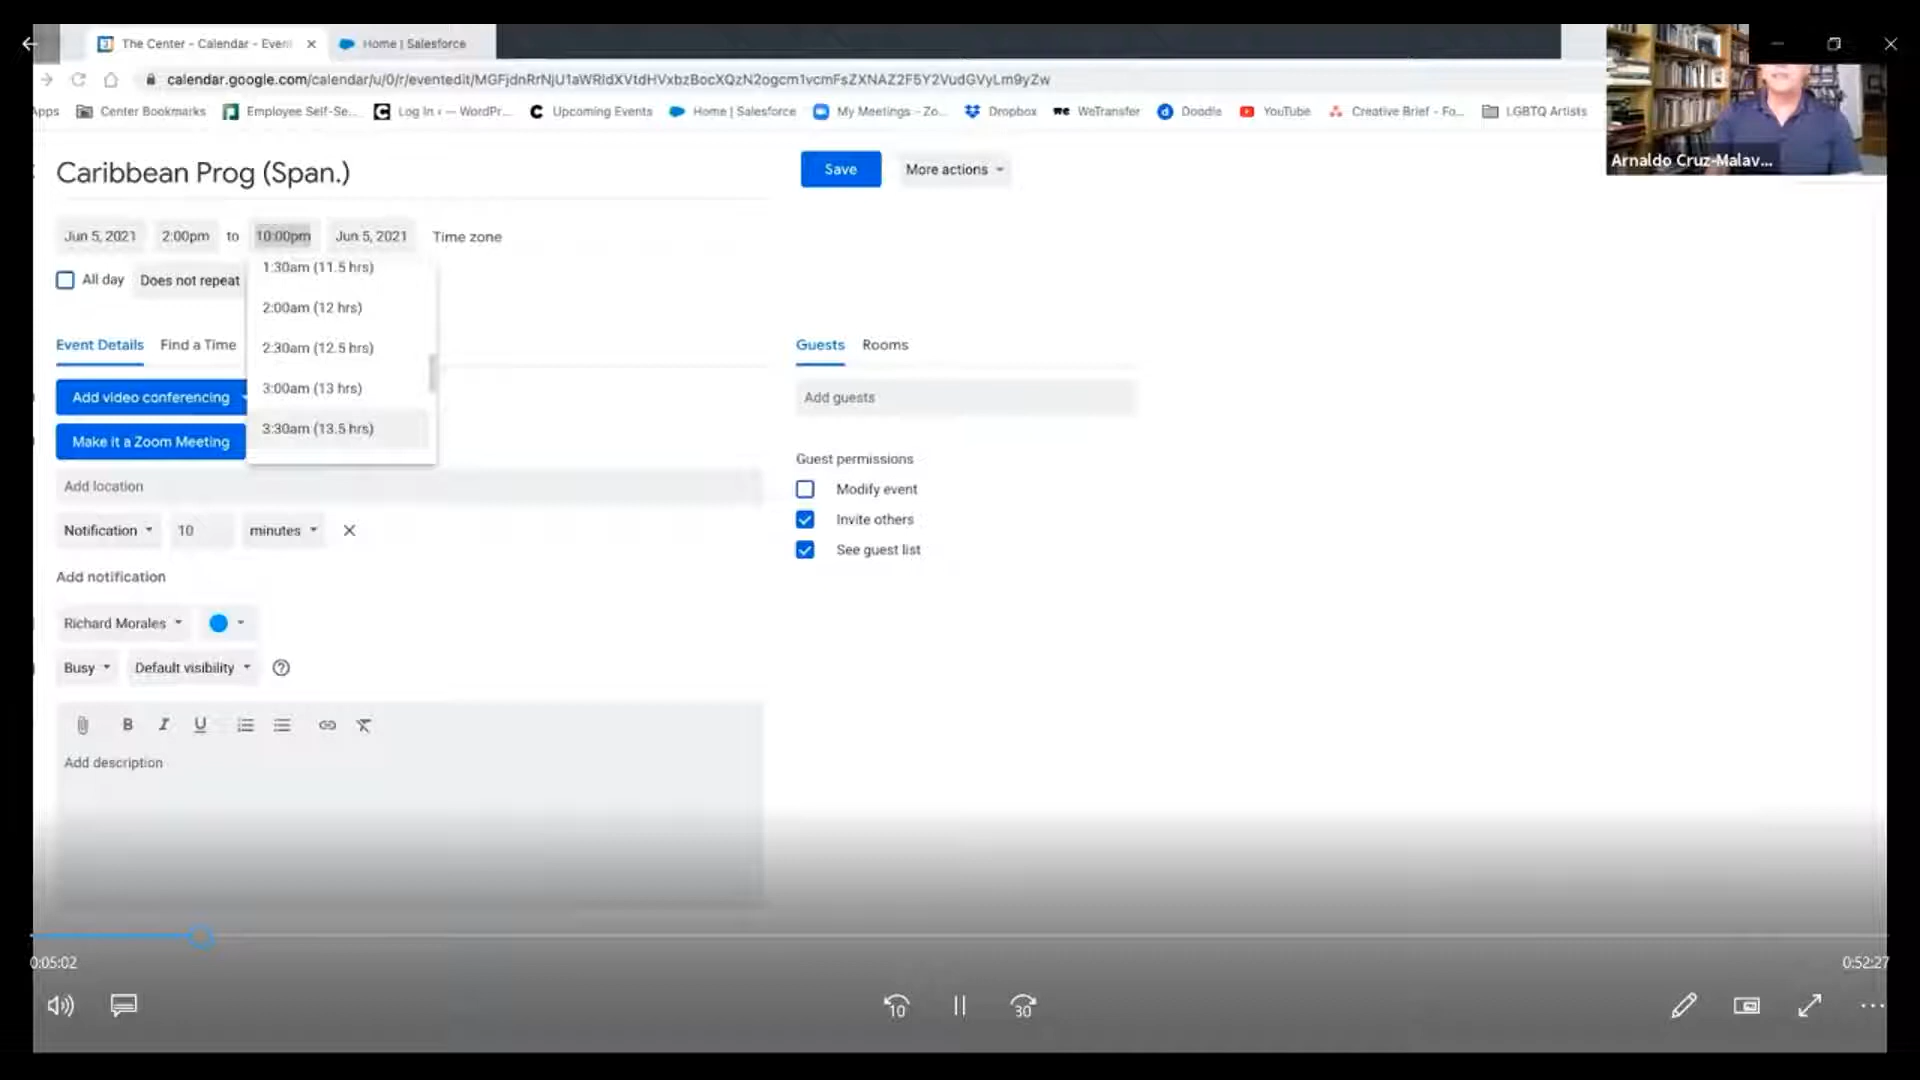 The Center - Calendar - Event
Home | Salesforce
calendar.google.com/calendar/u/0/r/eventedit/MGFjdnRrNjU1aWRldXVtdHVxbzBocXQzN2ogcm1vcmFsZXNAZ2F5Y2VudGVyLm9yZw
Apps Center Bookmarks Employee Self-Se... Log In ‹ — WordPr... Upcoming Events Home | Salesforce My Meetings - Zo... Dropbox WeTransfer Doodle YouTube Creative Brief - Fo... LGBTQ Artists
Arnaldo Cruz-Malav...
Caribbean Prog (Span.)
Save
More actions
Jun 5, 2021 2:00pm to 10:00pm Jun 5, 2021 Time zone
1:30am (11.5 hrs)
All day Does not repeat
2:00am (12 hrs)
2:30am (12.5 hrs)
3:00am (13 hrs)
3:30am (13.5 hrs)
Event Details Find a Time
Guests Rooms
Add video conferencing
Add guests
Make it a Zoom Meeting
Guest permissions
Add location
Modify event
Notification 10 minutes
Invite others
See guest list
Add notification
Richard Morales
Busy Default visibility
B I U
Add description
0:05:02
0:52:27
10
30